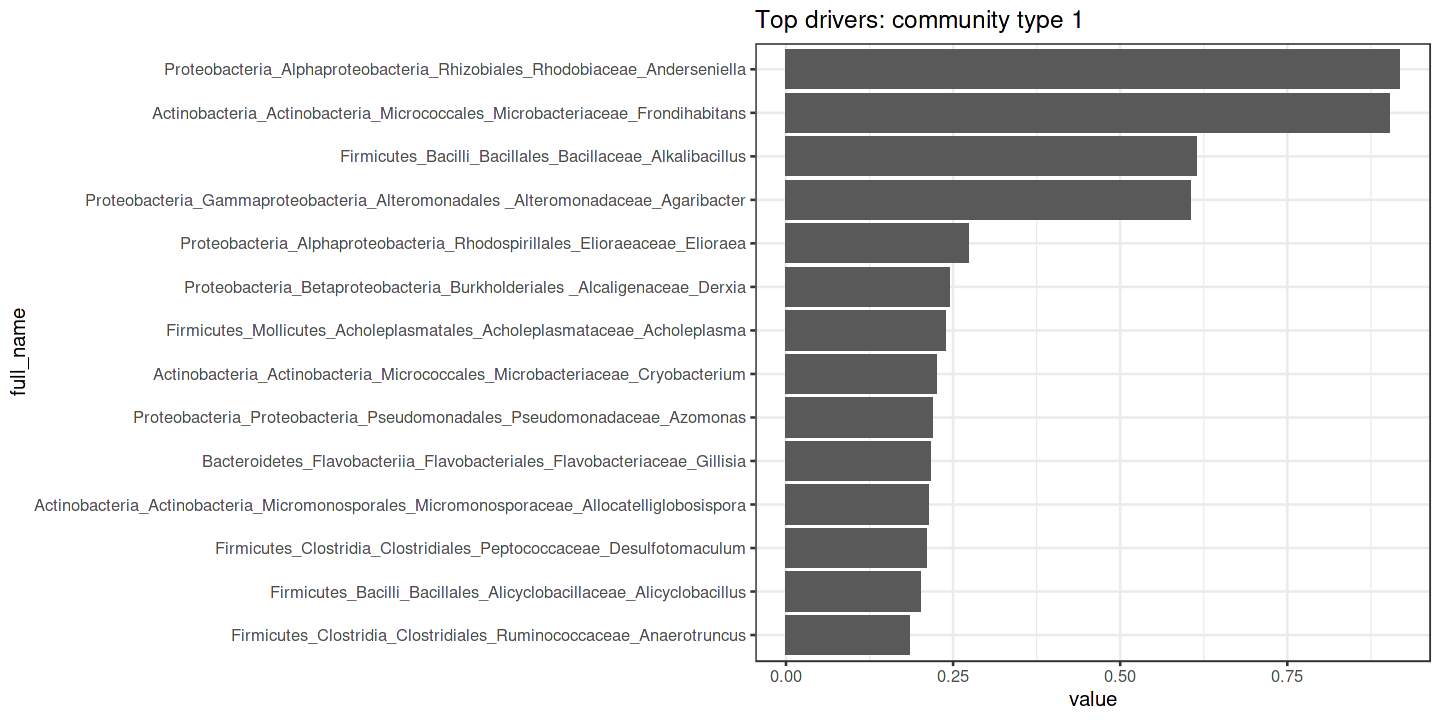 Top drivers: community type 1
full_name
Proteobacteria_Alphaproteobacteria_Rhizobiales_Rhodobiaceae_Anderseniella
Actinobacteria_Actinobacteria_Micrococcales_Microbacteriaceae_Frondihabitans
Firmicutes_Bacilli_Bacillales_Bacillaceae_Alkalibacillus
Proteobacteria_Gammaproteobacteria_Alteromonadales _Alteromonadaceae_Agaribacter
Proteobacteria_Alphaproteobacteria_Rhodospirillales_Elioraeaceae_Elioraea
Proteobacteria_Betaproteobacteria_Burkholderiales _Alcaligenaceae_Derxia
Firmicutes_Mollicutes_Acholeplasmatales_Acholeplasmataceae_Acholeplasma
Actinobacteria_Actinobacteria_Micrococcales_Microbacteriaceae_Cryobacterium
Proteobacteria_Proteobacteria_Pseudomonadales_Pseudomonadaceae_Azomonas
Bacteroidetes_Flavobacteriia_Flavobacteriales_Flavobacteriaceae_Gillisia
Actinobacteria_Actinobacteria_Micromonosporales_Micromonosporaceae_Allocatelliglobosispora
Firmicutes_Clostridia_Clostridiales_Peptococcaceae_Desulfotomaculum
Firmicutes_Bacilli_Bacillales_Alicyclobacillaceae_Alicyclobacillus
Firmicutes_Clostridia_Clostridiales_Ruminococcaceae_Anaerotruncus
0.00 0.25 0.50 0.75
value